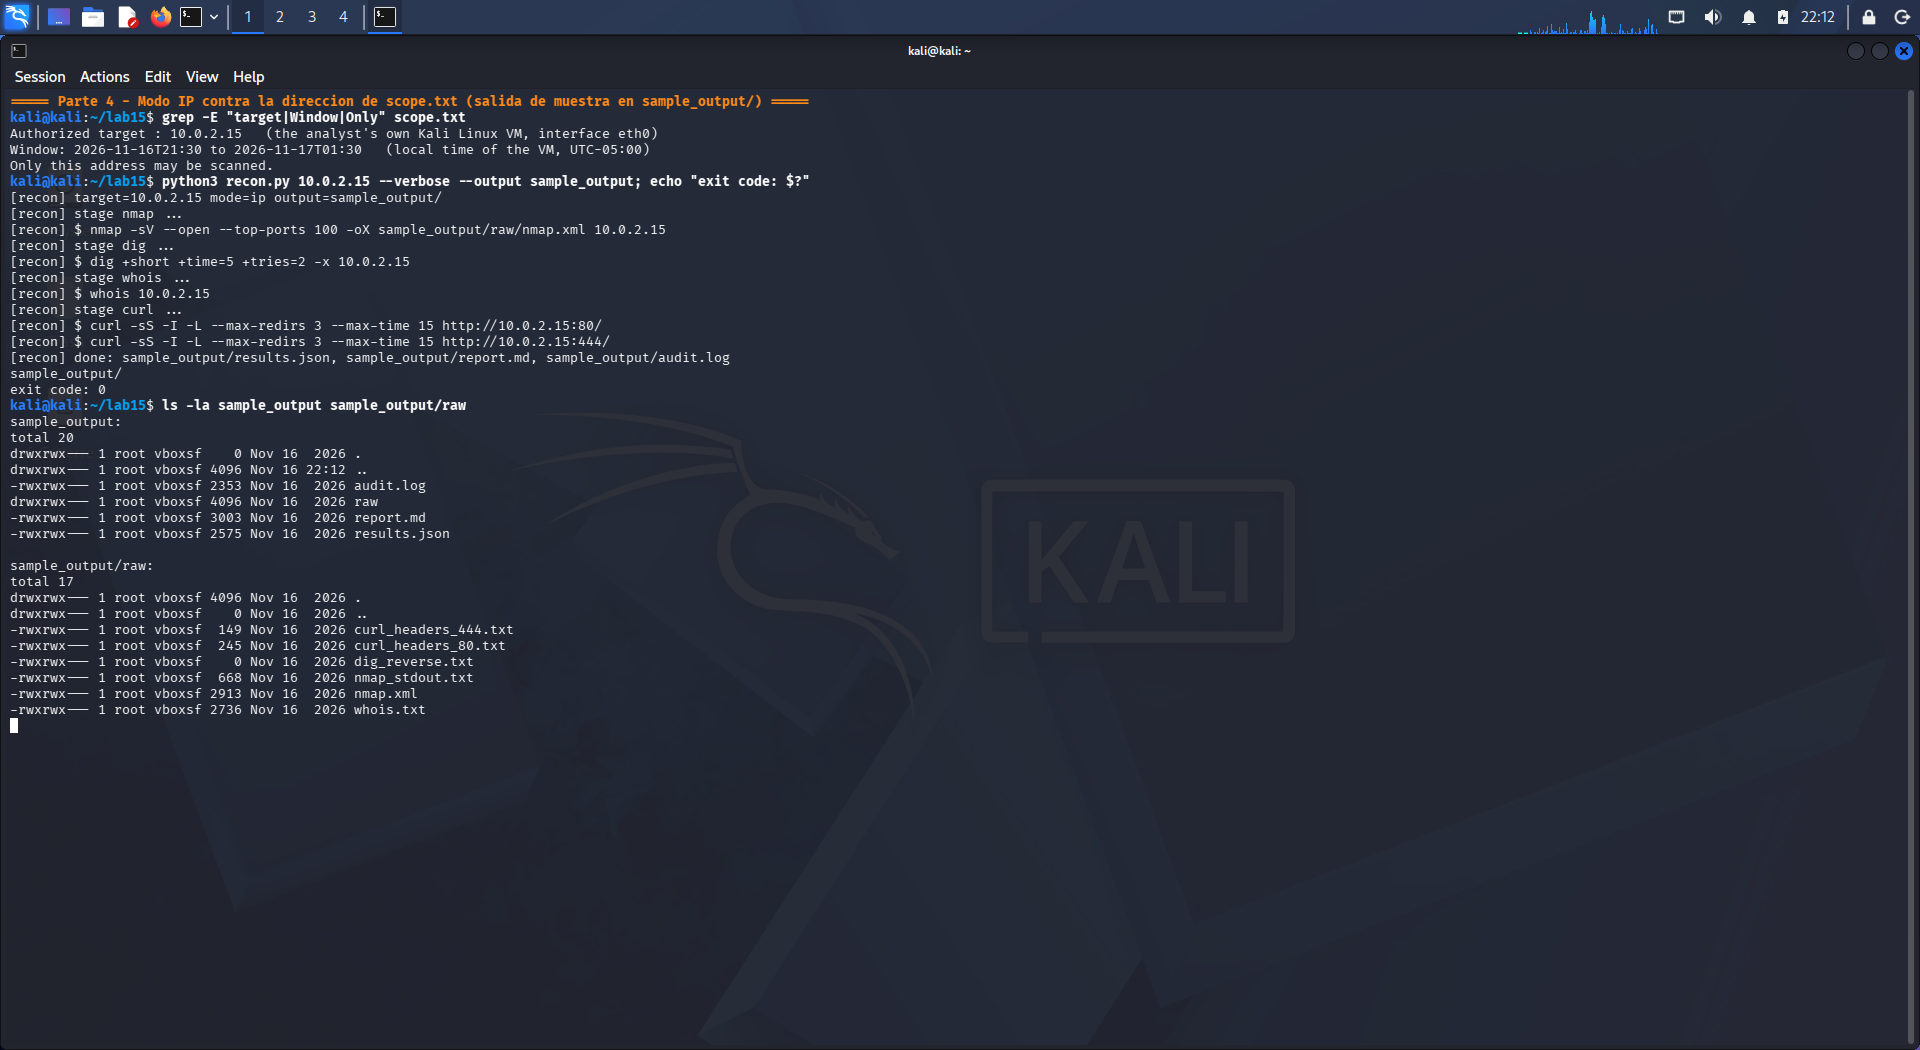 1 2 3 4 22:12
kali@kali: ~
Session Actions Edit View Help
===== Parte 4 - Modo IP contra la direccion de scope.txt (salida de muestra en sample_output/) =====
kali@kali:~/lab15$ grep -E "target|Window|Only" scope.txt
Authorized target : 10.0.2.15   (the analyst's own Kali Linux VM, interface eth0)
Window: 2026-11-16T21:30 to 2026-11-17T01:30   (local time of the VM, UTC-05:00)
Only this address may be scanned.
kali@kali:~/lab15$ python3 recon.py 10.0.2.15 --verbose --output sample_output; echo "exit code: $?"
[recon] target=10.0.2.15 mode=ip output=sample_output/
[recon] stage nmap ...
[recon] $ nmap -sV --open --top-ports 100 -oX sample_output/raw/nmap.xml 10.0.2.15
[recon] stage dig ...
[recon] $ dig +short +time=5 +tries=2 -x 10.0.2.15
[recon] stage whois ...
[recon] $ whois 10.0.2.15
[recon] stage curl ...
[recon] $ curl -sS -I -L --max-redirs 3 --max-time 15 http://10.0.2.15:80/
[recon] $ curl -sS -I -L --max-redirs 3 --max-time 15 http://10.0.2.15:444/
[recon] done: sample_output/results.json, sample_output/report.md, sample_output/audit.log
sample_output/
exit code: 0
kali@kali:~/lab15$ ls -la sample_output sample_output/raw
sample_output:
total 20
drwxrwx--- 1 root vboxsf    0 Nov 16  2026 .
drwxrwx--- 1 root vboxsf 4096 Nov 16 22:12 ..
-rwxrwx--- 1 root vboxsf 2353 Nov 16  2026 audit.log
drwxrwx--- 1 root vboxsf 4096 Nov 16  2026 raw
-rwxrwx--- 1 root vboxsf 3003 Nov 16  2026 report.md
-rwxrwx--- 1 root vboxsf 2575 Nov 16  2026 results.json
sample_output/raw:
total 17
drwxrwx--- 1 root vboxsf 4096 Nov 16  2026 .
drwxrwx--- 1 root vboxsf    0 Nov 16  2026 ..
-rwxrwx--- 1 root vboxsf  149 Nov 16  2026 curl_headers_444.txt
-rwxrwx--- 1 root vboxsf  245 Nov 16  2026 curl_headers_80.txt
-rwxrwx--- 1 root vboxsf    0 Nov 16  2026 dig_reverse.txt
-rwxrwx--- 1 root vboxsf  668 Nov 16  2026 nmap_stdout.txt
-rwxrwx--- 1 root vboxsf 2913 Nov 16  2026 nmap.xml
-rwxrwx--- 1 root vboxsf 2736 Nov 16  2026 whois.txt
KALI